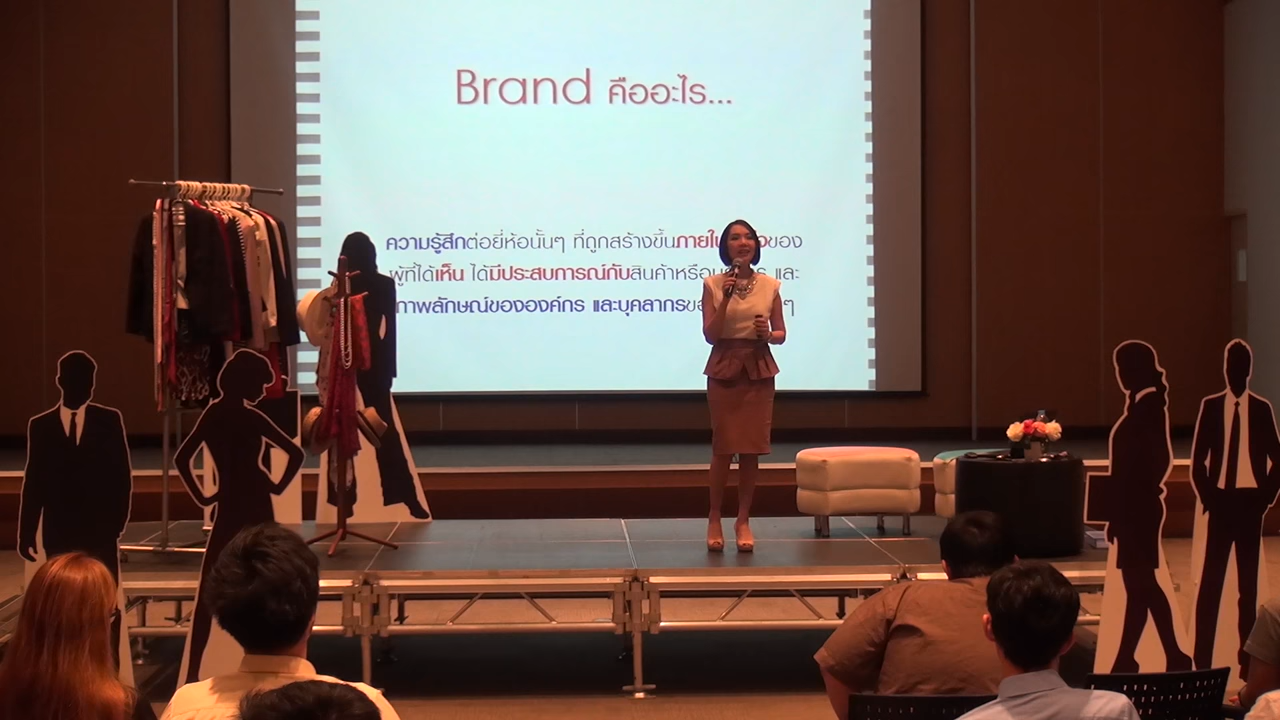 Brand คืออะไร...
ความรู้สึกต่อยี่ห้อนั้นๆ ที่ถูกสร้างขึ้นภายใน ของ
ผู้ที่ได้เห็น ได้มีประสบการณ์กับสินค้าหรือ และ
ภาพลักษณ์ขององค์กร และบุคลากร